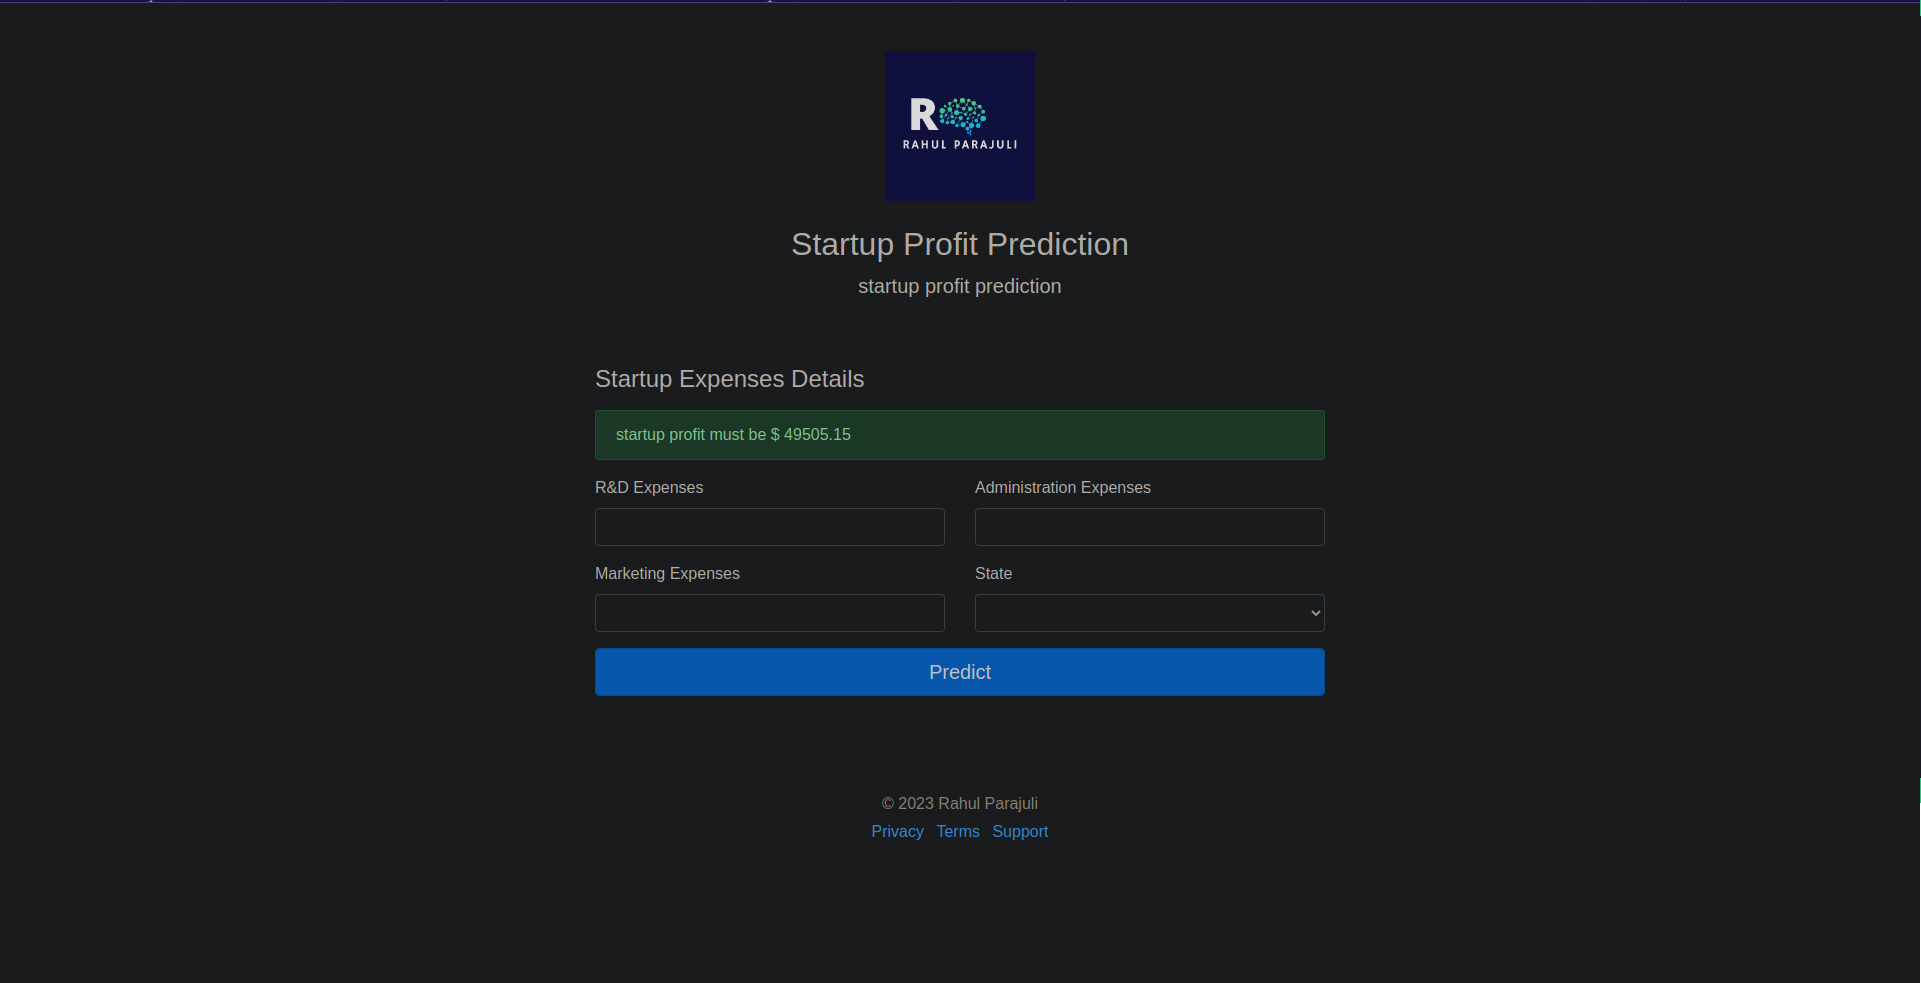 R
RAHUL PARAJULI
Startup Profit Prediction
startup profit prediction
Startup Expenses Details
startup profit must be $ 49505.15
R&D Expenses
Administration Expenses
Marketing Expenses
State
Predict
© 2023 Rahul Parajuli
Privacy Terms Support